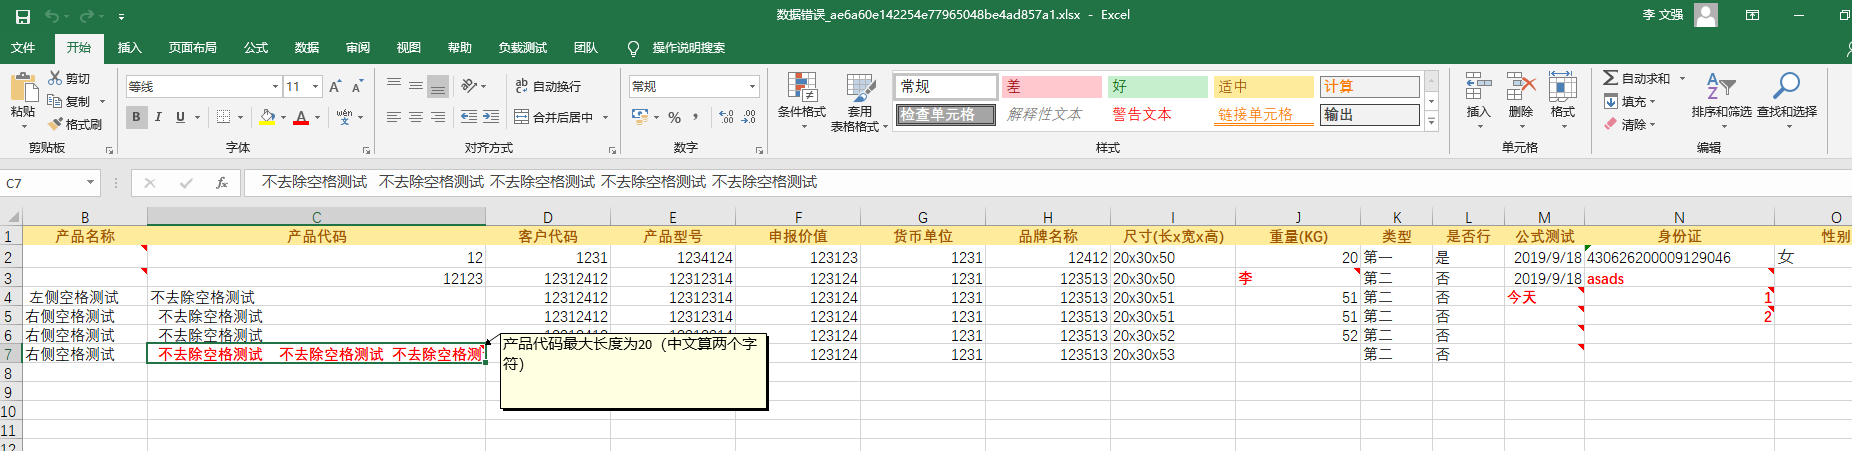 数据错误_ae6a60e142254e77965048be4ad857a1.xlsx - Excel
李 文强
文件 开始 插入 页面布局 公式 数据 审阅 视图 帮助 负载测试 团队 操作说明搜索
粘贴 剪切 复制 格式刷 剪贴板
等线 11 B I U A wén 字体
自动换行 合并后居中 对齐方式
常规 % , 数字
条件格式 套用 表格格式
常规 差 好 适中 计算
检查单元格 解释性文本 警告文本 链接单元格 输出
样式
插入 删除 格式 单元格
自动求和 填充 清除 排序和筛选 查找和选择 编辑
C7 fx 不去除空格测试 不去除空格测试 不去除空格测试 不去除空格测试 不去除空格测试
B C D E F G H I J K L M N O
1 产品名称 产品代码 客户代码 产品型号 申报价值 货币单位 品牌名称 尺寸(长x宽x高) 重量(KG) 类型 是否行 公式测试 身份证 性别
2 12 1231 1234124 123123 1231 12412 20x30x50 20 第一 是 2019/9/18 430626200009129046 女
3 12123 12312412 12312314 123124 1231 123513 20x30x50 李 第二 否 2019/9/18 asads
4 左侧空格测试 不去除空格测试 12312412 12312314 123124 1231 123513 20x30x51 51 第二 否 今天 1
5 右侧空格测试 不去除空格测试 12312412 12312314 123124 1231 123513 20x30x51 51 第二 否 2
6 右侧空格测试 不去除空格测试 12312412 12312314 123124 1231 123513 20x30x52 52 第二 否
7 右侧空格测试 不去除空格测试 不去除空格测试 不去除空格测 123124 1231 123513 20x30x53 第二 否
产品代码最大长度为20（中文算两个字
符）
8
9
10
11
12